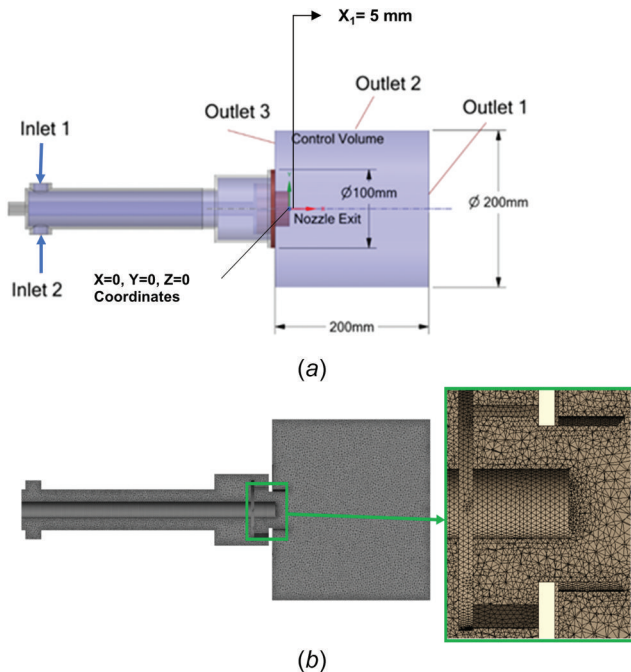 X₁= 5 mm
Outlet 2
Outlet 3
Outlet 1
Inlet 1
Control Volume
Ø100mm
Ø 200mm
Nozzle Exit
Inlet 2
X=0, Y=0, Z=0
Coordinates
200mm
(a)
(b)